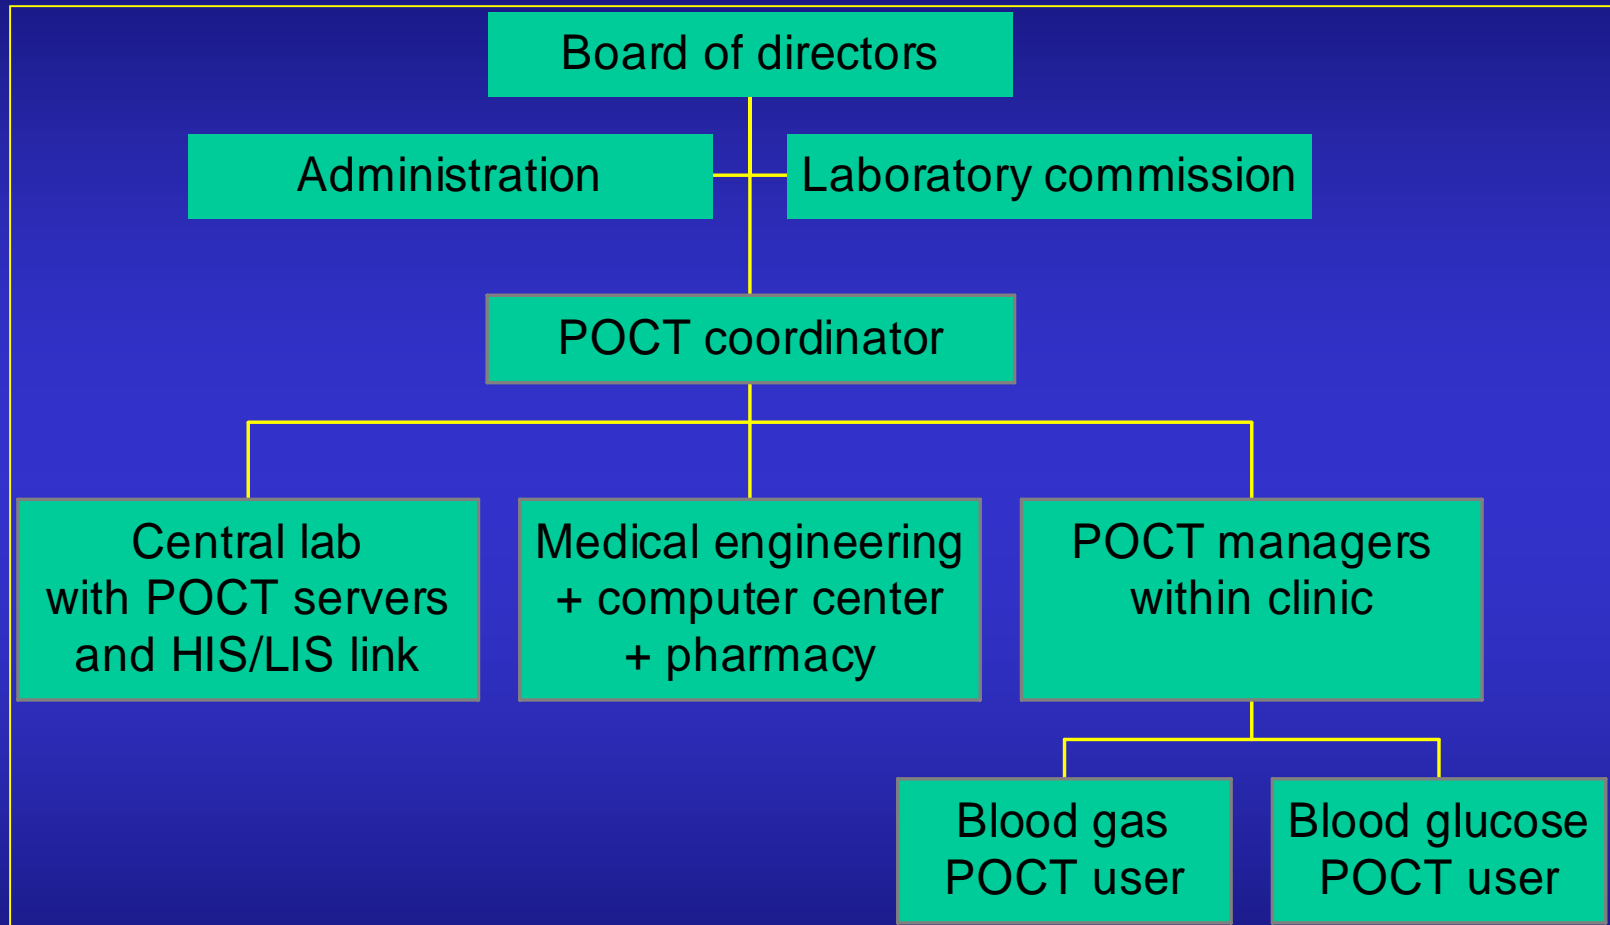 Board of directors
Administration
Laboratory commission
POCT coordinator
Central lab
with POCT servers
and HIS/LIS link
Medical engineering
+ computer center
+ pharmacy
POCT managers
within clinic
Blood gas
POCT user
Blood glucose
POCT user